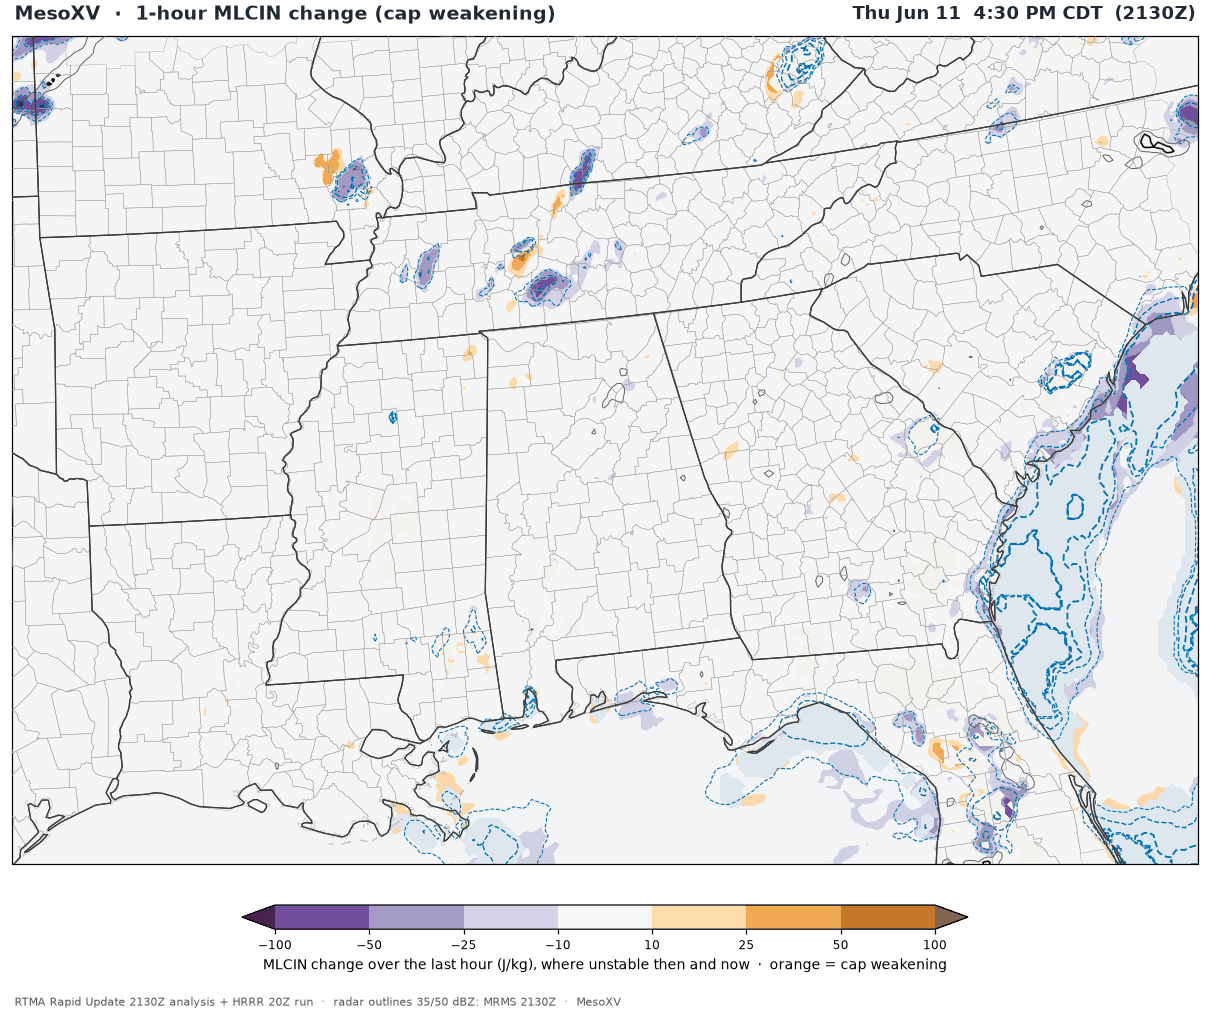 MesoXV  ·  1-hour MLCIN change (cap weakening)
Thu Jun 11  4:30 PM CDT  (2130Z)
−100 −50 −25 −10 10 25 50 100
MLCIN change over the last hour (J/kg), where unstable then and now  ·  orange = cap weakening
RTMA Rapid Update 2130Z analysis + HRRR 20Z run  ·  radar outlines 35/50 dBZ: MRMS 2130Z  ·  MesoXV